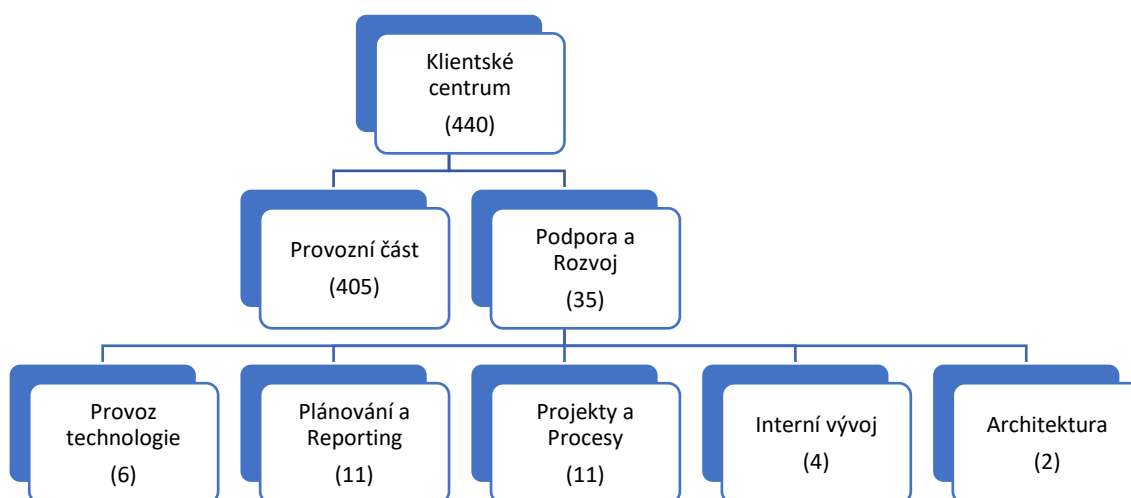 Klientské
centrum
(440)
Provozní část
(405)
Podpora a
Rozvoj
(35)
Provoz
technologie
(6)
Plánování a
Reporting
(11)
Projekty a
Procesy
(11)
Interní vývoj
(4)
Architektura
(2)